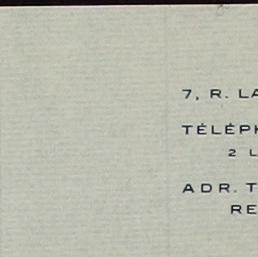 7, R. LA
TÉLÉPH
2 L
ADR. T
RE